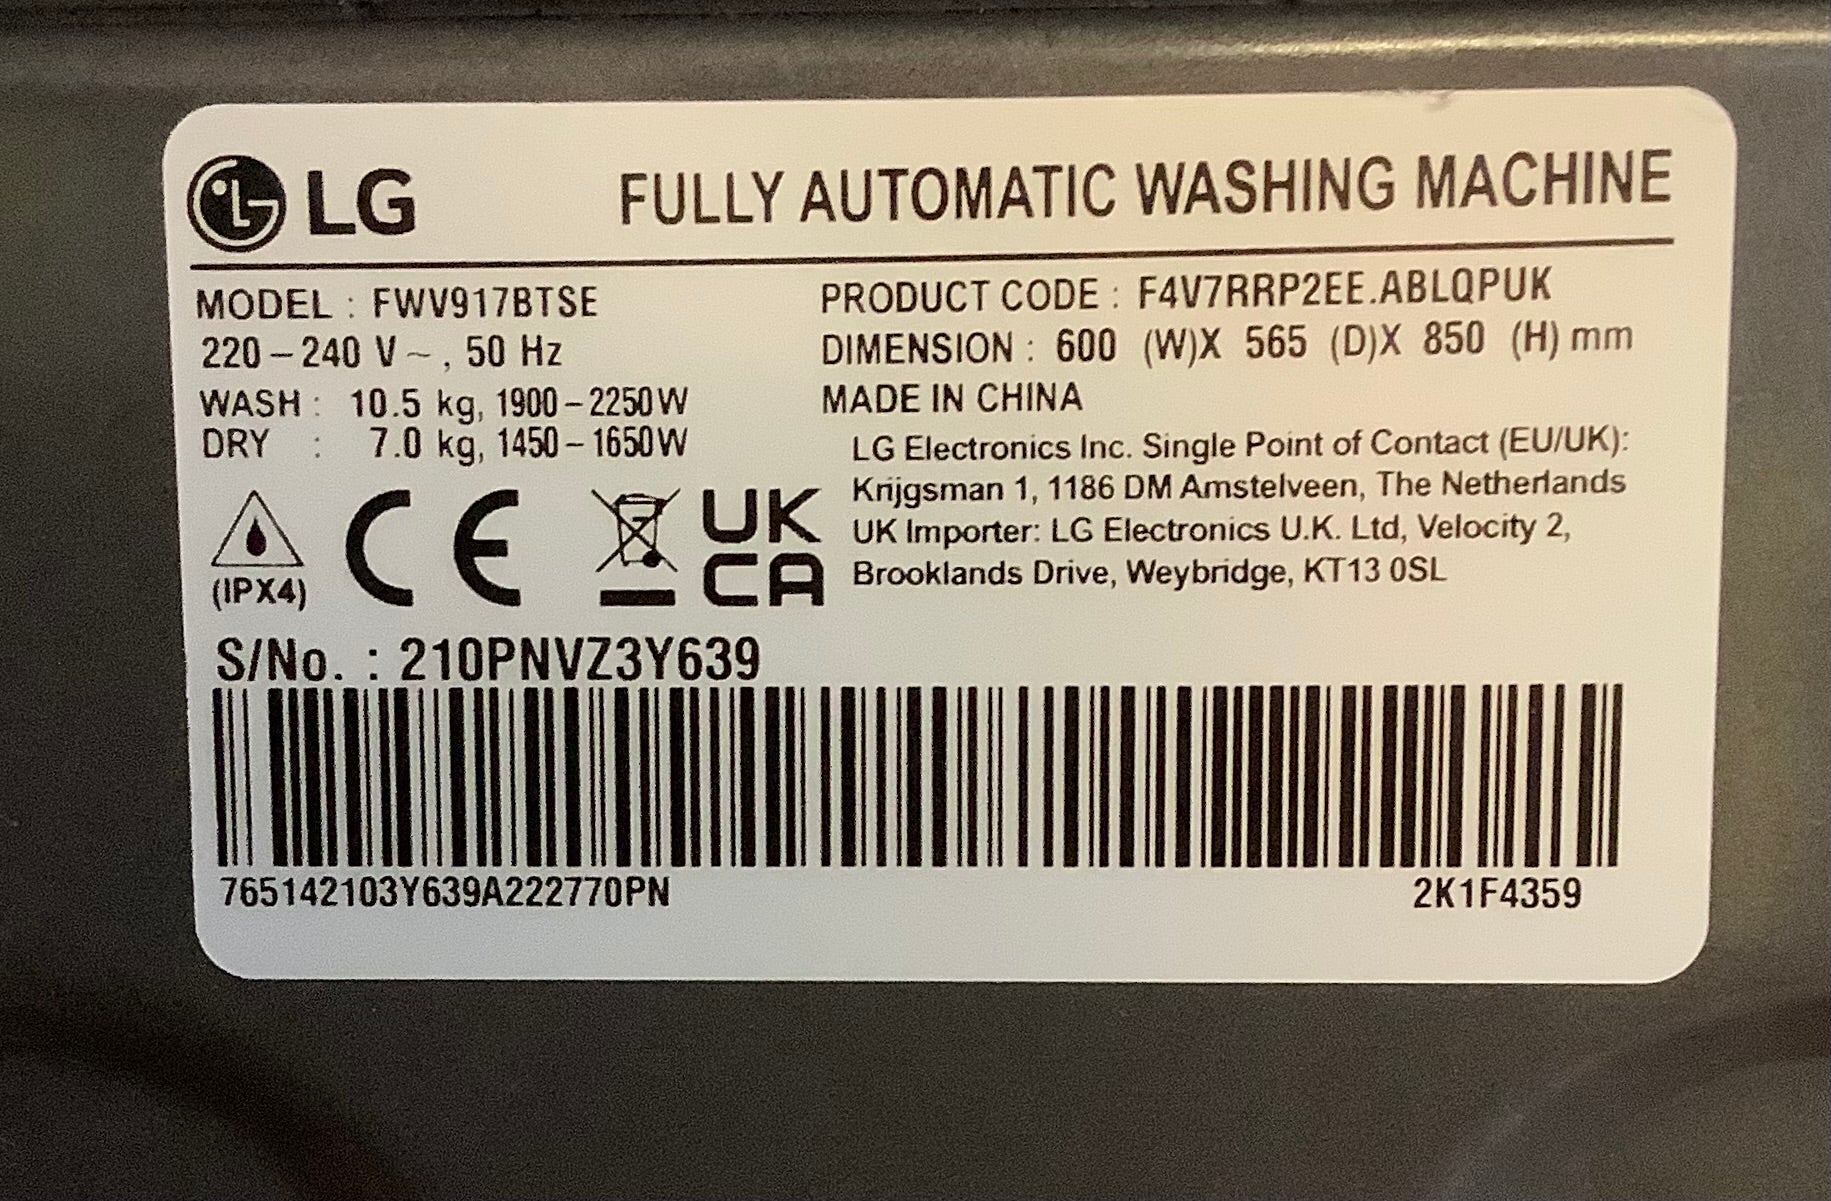 LG FULLY AUTOMATIC WASHING MACHINE
MODEL : FWV917BTSE
220–240 V~, 50 Hz
WASH : 10.5 kg, 1900–2250W
DRY : 7.0 kg, 1450–1650W
PRODUCT CODE : F4V7RRP2EE.ABLQPUK
DIMENSION : 600 (W)X 565 (D)X 850 (H) mm
MADE IN CHINA
LG Electronics Inc. Single Point of Contact (EU/UK):
Krijgsman 1, 1186 DM Amstelveen, The Netherlands
UK Importer: LG Electronics U.K. Ltd, Velocity 2,
Brooklands Drive, Weybridge, KT13 0SL
(IPX4)
CE
UK
CA
S/No. : 210PNVZ3Y639
765142103Y639A222770PN 2K1F4359